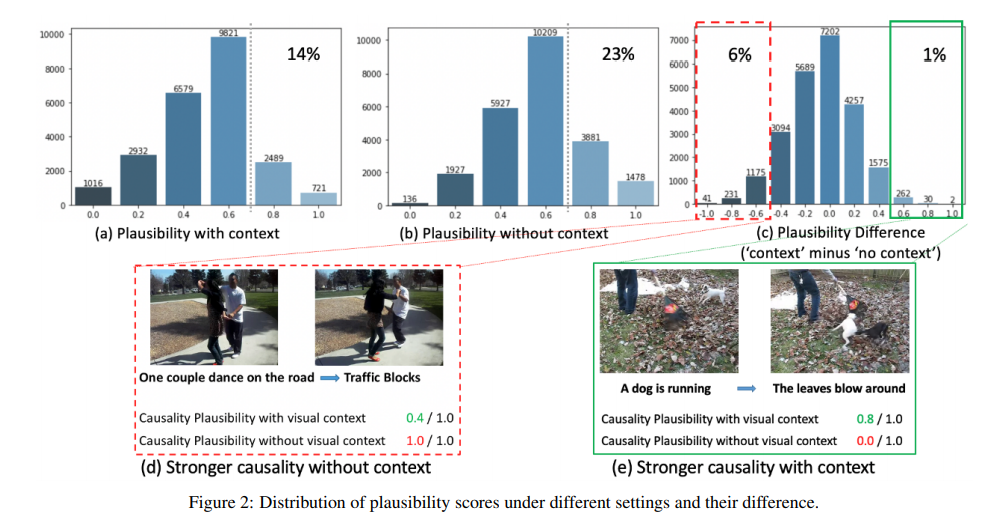 10000
8000
6000
4000
2000
0
1016
2932
6579
9821
2489
721
14%
0.0 0.2 0.4 0.6 0.8 1.0
(a) Plausibility with context
10000
8000
6000
4000
2000
0
136
1927
5927
10209
3881
1478
23%
0.0 0.2 0.4 0.6 0.8 1.0
(b) Plausibility without context
7000
6000
5000
4000
3000
2000
1000
0
41
231
1175
3094
5689
7202
4257
1575
262
30
2
6%
1%
-1.0 -0.8 -0.6 -0.4 -0.2 0.0 0.2 0.4 0.6 0.8 1.0
(c) Plausibility Difference
(‘context’ minus ‘no context’)
One couple dance on the road Traffic Blocks
Causality Plausibility with visual context 0.4 / 1.0
Causality Plausibility without visual context 1.0 / 1.0
(d) Stronger causality without context
A dog is running The leaves blow around
Causality Plausibility with visual context 0.8 / 1.0
Causality Plausibility without visual context 0.0 / 1.0
(e) Stronger causality with context
Figure 2: Distribution of plausibility scores under different settings and their difference.